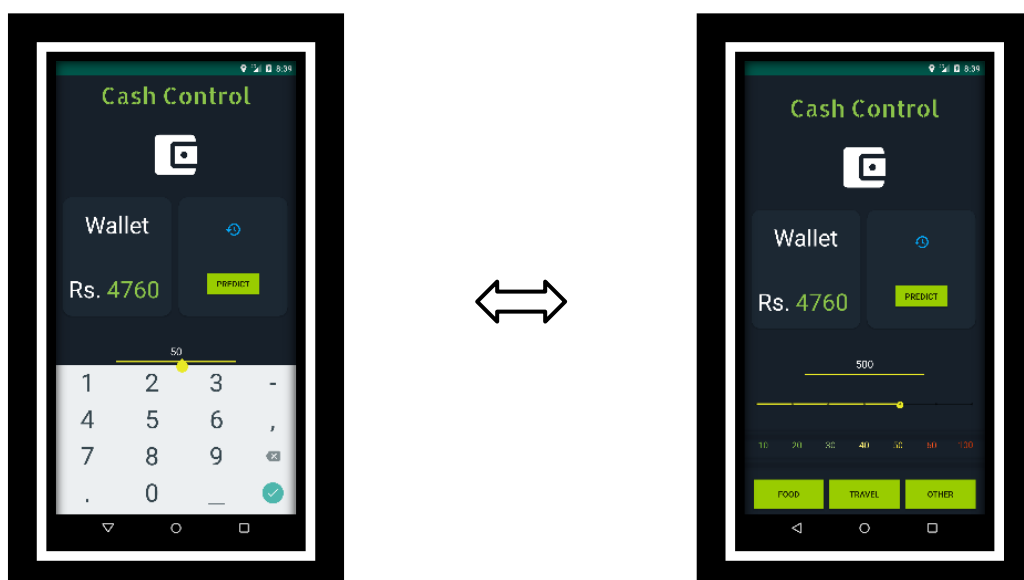 8:39
Cash Control
Wallet
Rs. 4760
PREDICT
50
1 2 3 -
4 5 6 ,
7 8 9
. 0 _
8:39
Cash Control
Wallet
Rs. 4760
PREDICT
500
10 20 30 40 50 60 100
FOOD TRAVEL OTHER